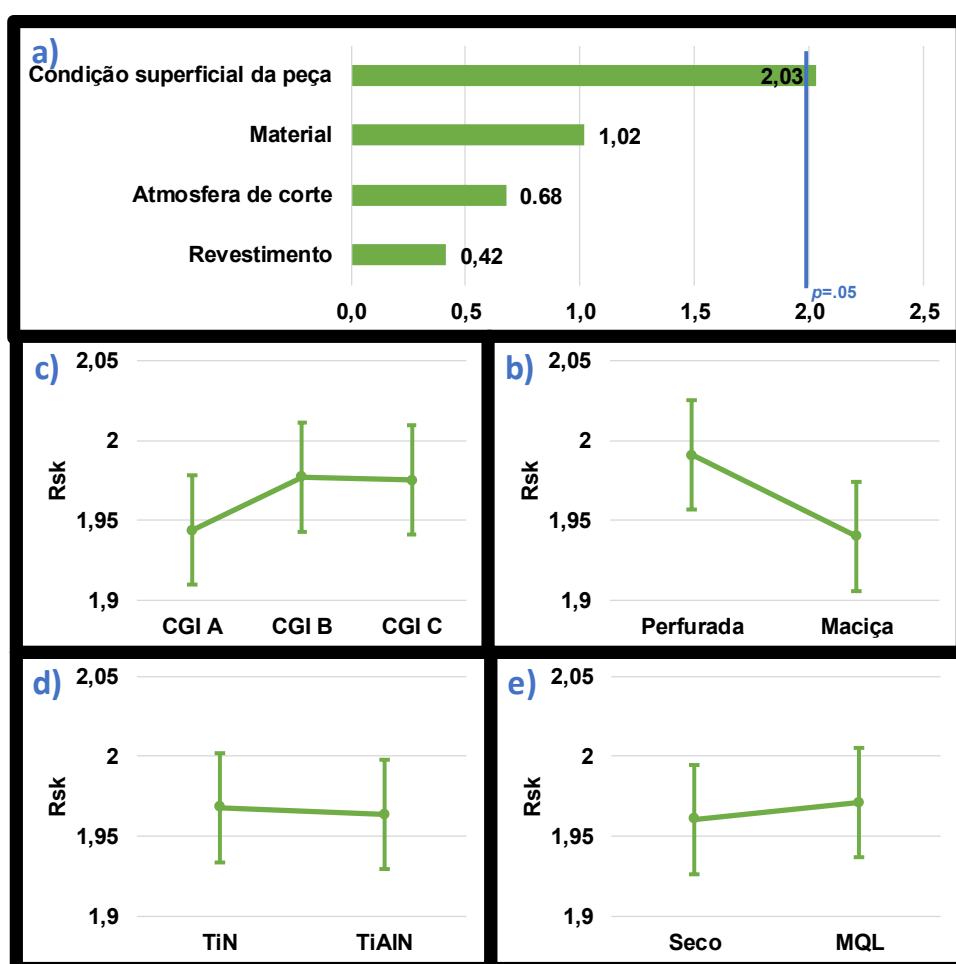 a)
Condição superficial da peça
2,03
Material
1,02
Atmosfera de corte
0.68
Revestimento
0,42
p=.05
0,0 0,5 1,0 1,5 2,0 2,5
c)
2,05
2
1,95
1,9
Rsk
CGI A CGI B CGI C
b)
2,05
2
1,95
1,9
Rsk
Perfurada Maciça
d)
2,05
2
1,95
1,9
Rsk
TiN TiAlN
e)
2,05
2
1,95
1,9
Rsk
Seco MQL